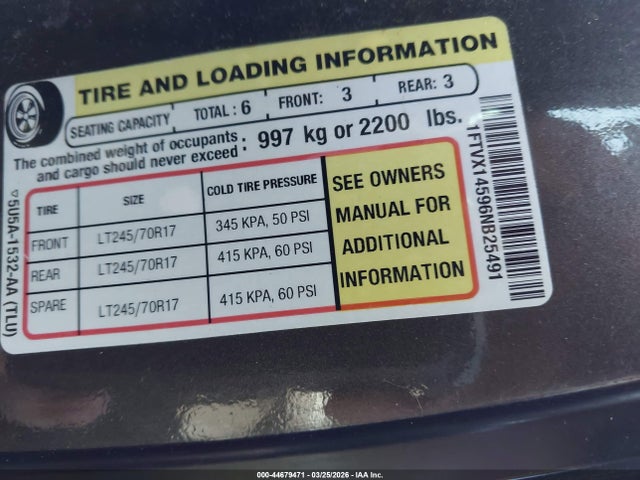 TIRE AND LOADING INFORMATION
SEATING CAPACITY TOTAL : 6 FRONT: 3 REAR: 3
The combined weight of occupants : 997 kg or 2200 lbs.
and cargo should never exceed :
TIRE SIZE COLD TIRE PRESSURE
FRONT LT245/70R17 345 KPA, 50 PSI
REAR LT245/70R17 415 KPA, 60 PSI
SPARE LT245/70R17 415 KPA, 60 PSI
SEE OWNERS
MANUAL FOR
ADDITIONAL
INFORMATION
▽5U5A-1532-AA (TLU)
1FTVX14596NB25491
000-44679471 - 03/25/2026 - IAA Inc.